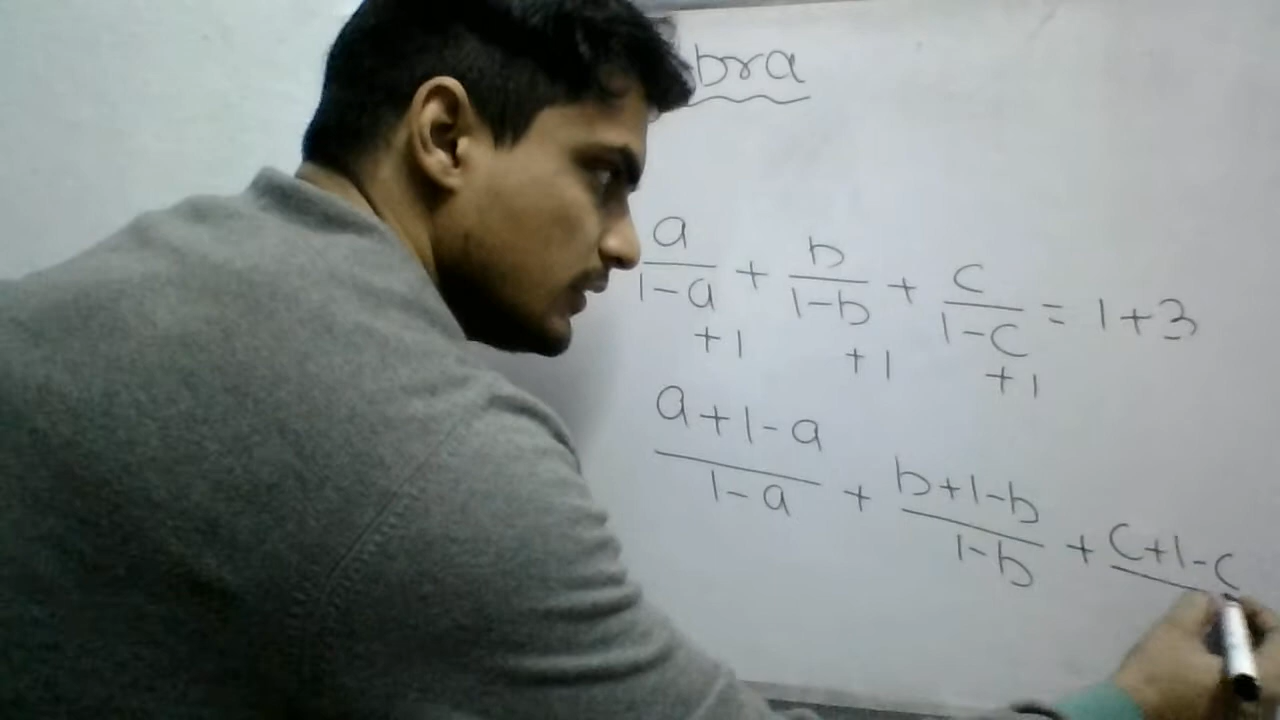 bra
a/(1-a) + b/(1-b) + c/(1-c) = 1+3
+1 +1 +1
(a+1-a)/(1-a) + (b+1-b)/(1-b) + c+1-c